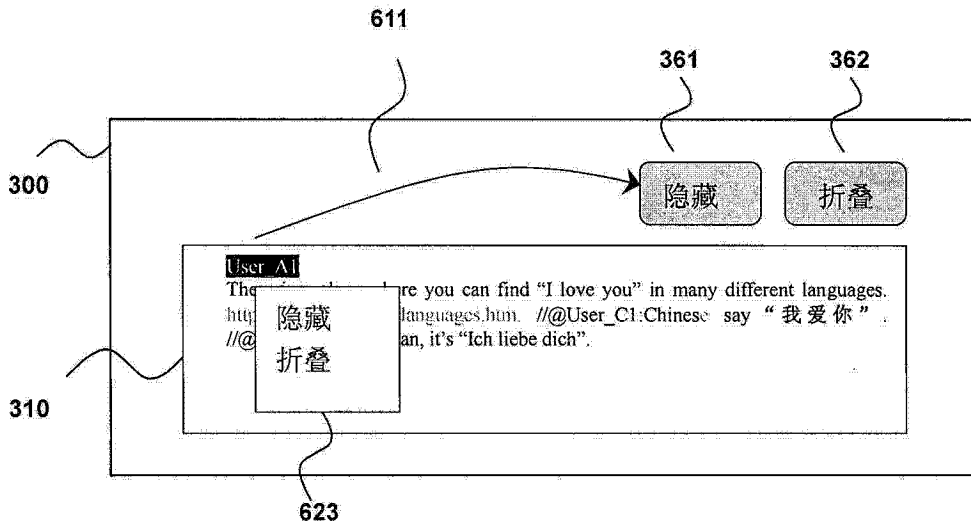 611
361
362
300
隐藏
折叠
User_A1
The re you can find “I love you” in many different languages.
http languages.htm. //@User_C1:Chinese say “我爱你”.
//@ an, it’s “Ich liebe dich”.
隐藏
折叠
310
623